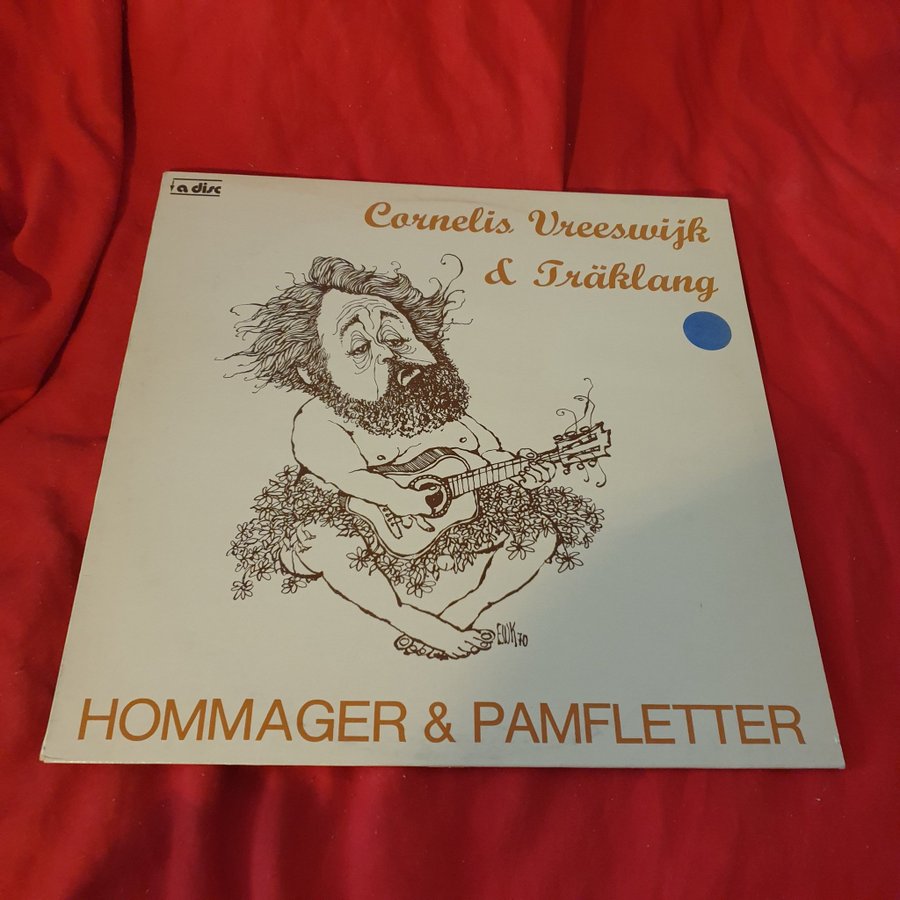 a disc
Cornelis Vreeswijk
& Träklang
EWK 70
HOMMAGER & PAMFLETTER